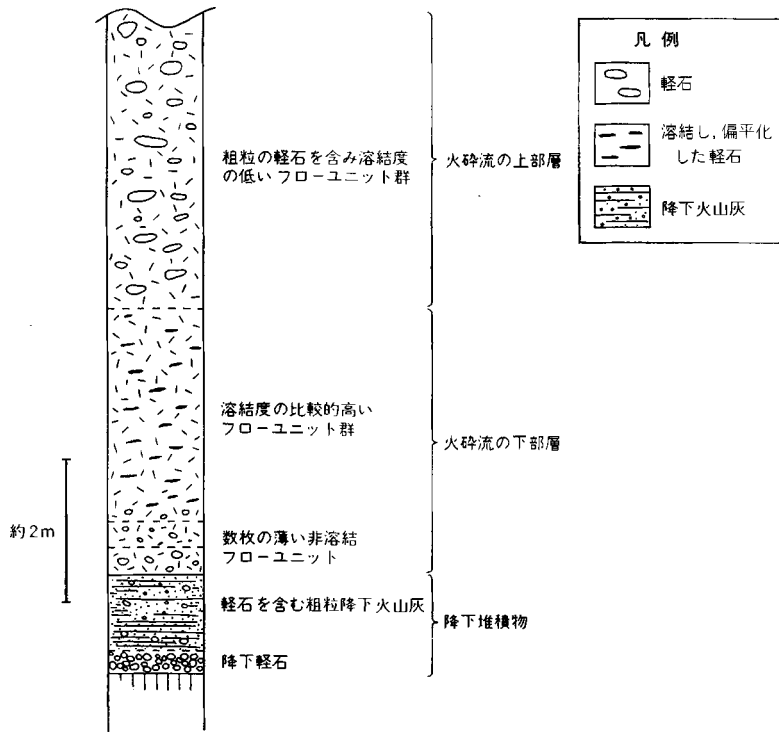 凡例
軽石
溶結し,偏平化
した軽石
降下火山灰
粗粒の軽石を含み溶結度
の低いフローユニット群
火砕流の上部層
溶結度の比較的高い
フローユニット群
火砕流の下部層
約2m
数枚の薄い非溶結
フローユニット
軽石を含む粗粒降下火山灰
降下堆積物
降下軽石